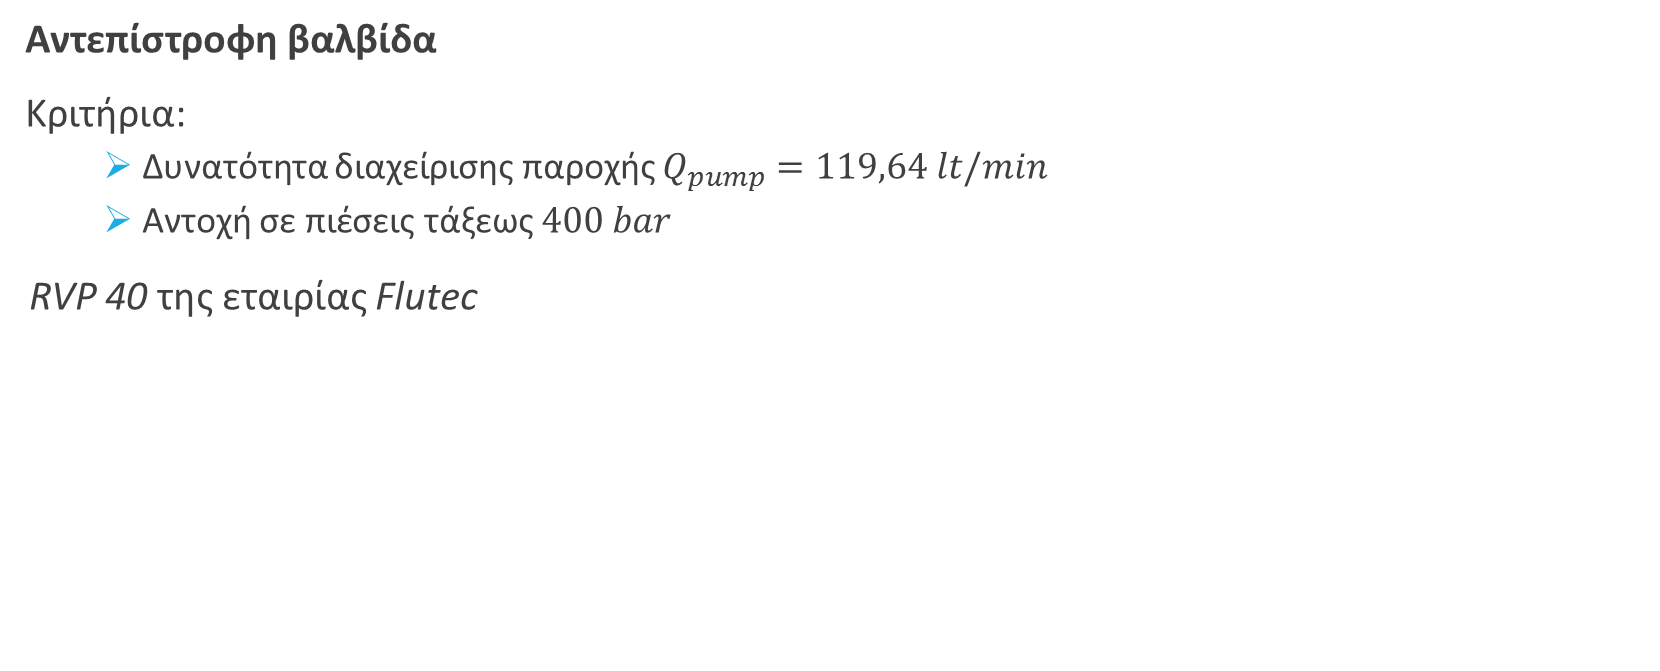 Αντεπίστροφη βαλβίδα
Κριτήρια:
Δυνατότητα διαχείρισης παροχής Q_pump = 119,64 lt/min
Αντοχή σε πιέσεις τάξεως 400 bar
RVP 40 της εταιρίας Flutec